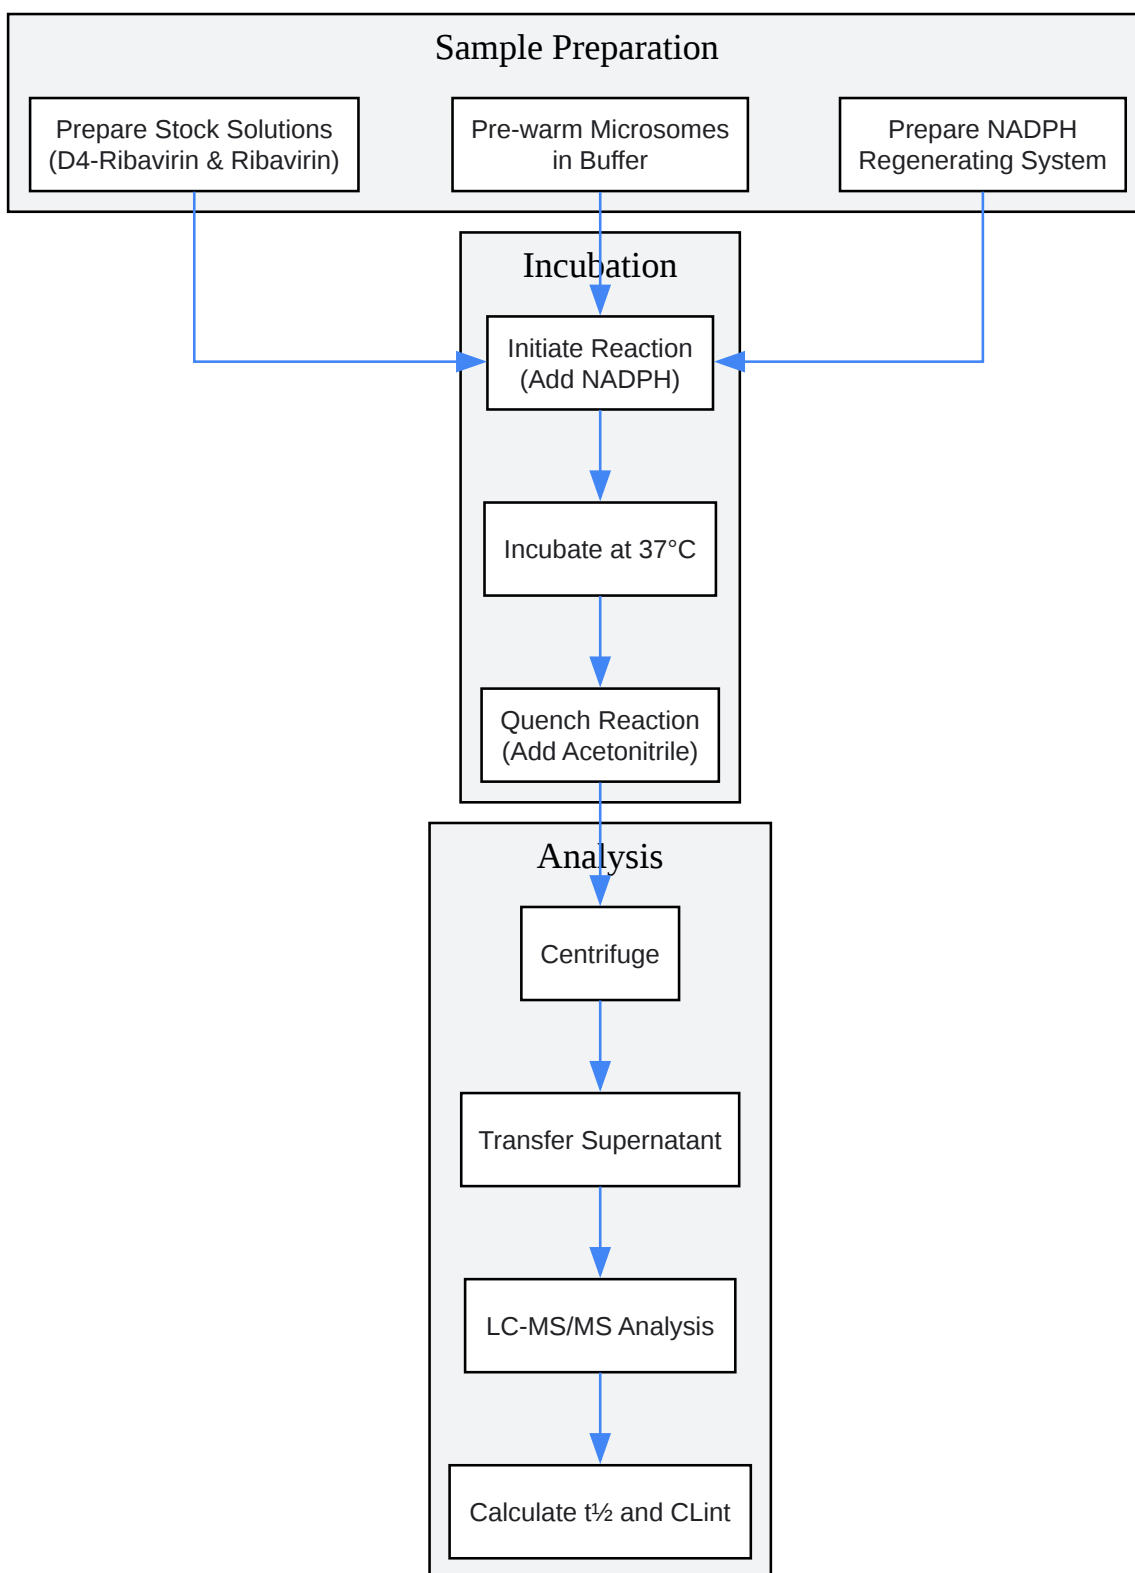 Sample Preparation
Prepare Stock Solutions
(D4-Ribavirin & Ribavirin)
Pre-warm Microsomes
in Buffer
Prepare NADPH
Regenerating System
Incubation
Initiate Reaction
(Add NADPH)
Incubate at 37°C
Quench Reaction
(Add Acetonitrile)
Analysis
Centrifuge
Transfer Supernatant
LC-MS/MS Analysis
Calculate t½ and CLint